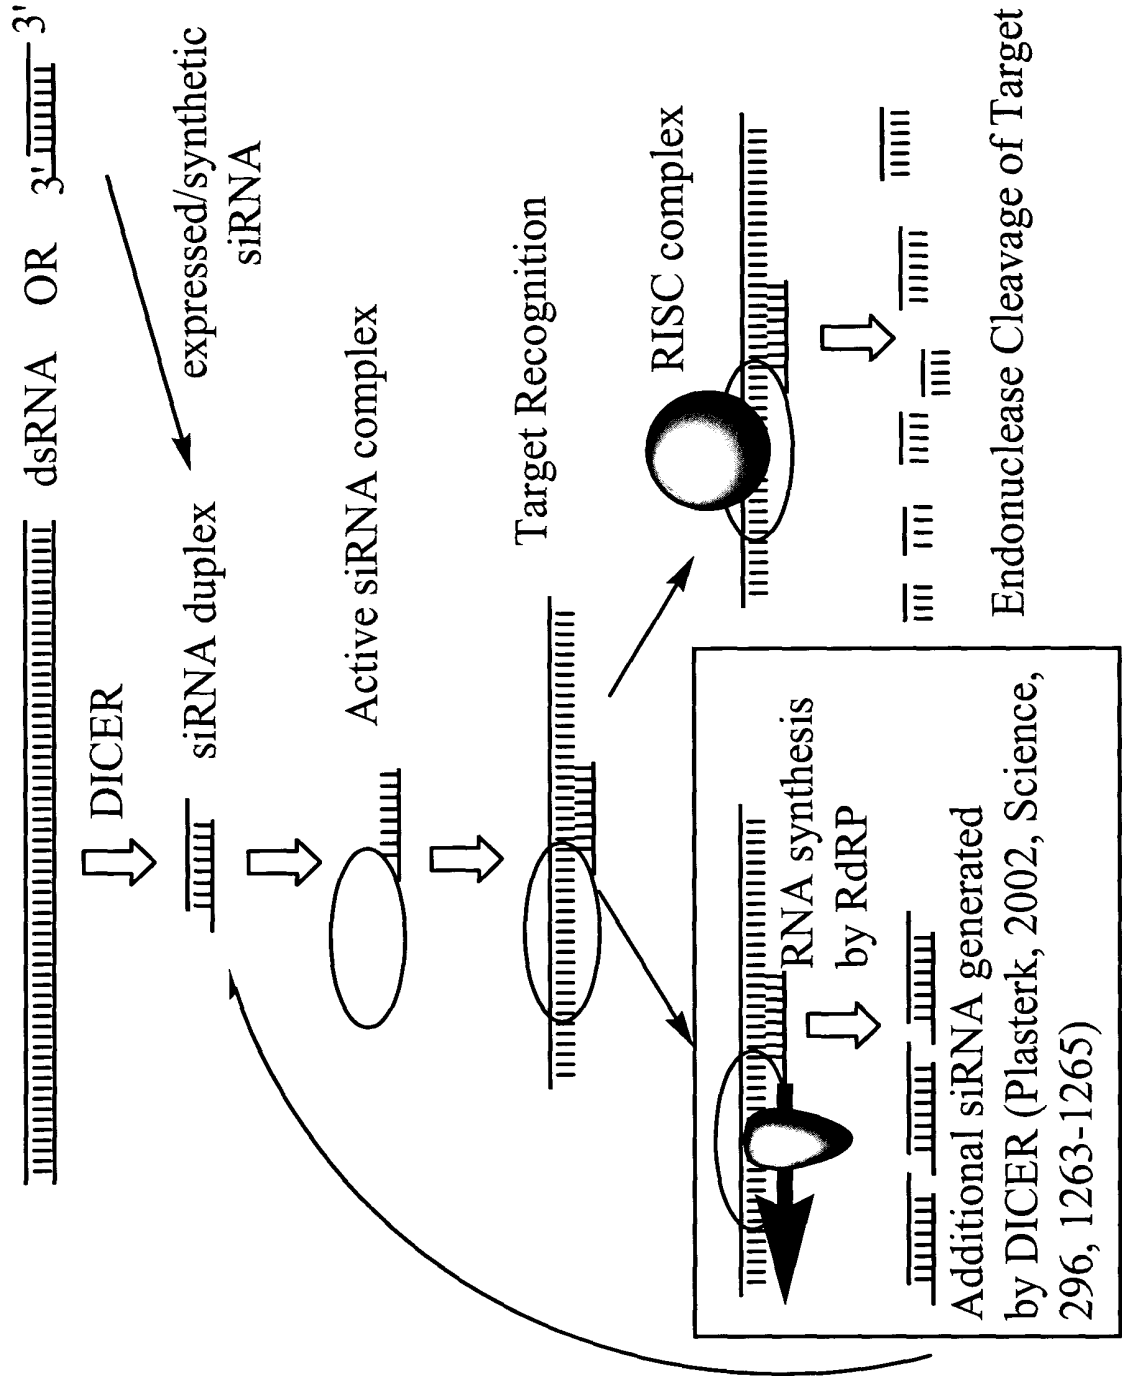 dsRNA OR 3' 3'
DICER
expressed/synthetic
siRNA
siRNA duplex
Active siRNA complex
Target Recognition
RISC complex
RNA synthesis
by RdRP
Additional siRNA generated
by DICER (Plasterk, 2002, Science,
296, 1263-1265)
Endonuclease Cleavage of Target